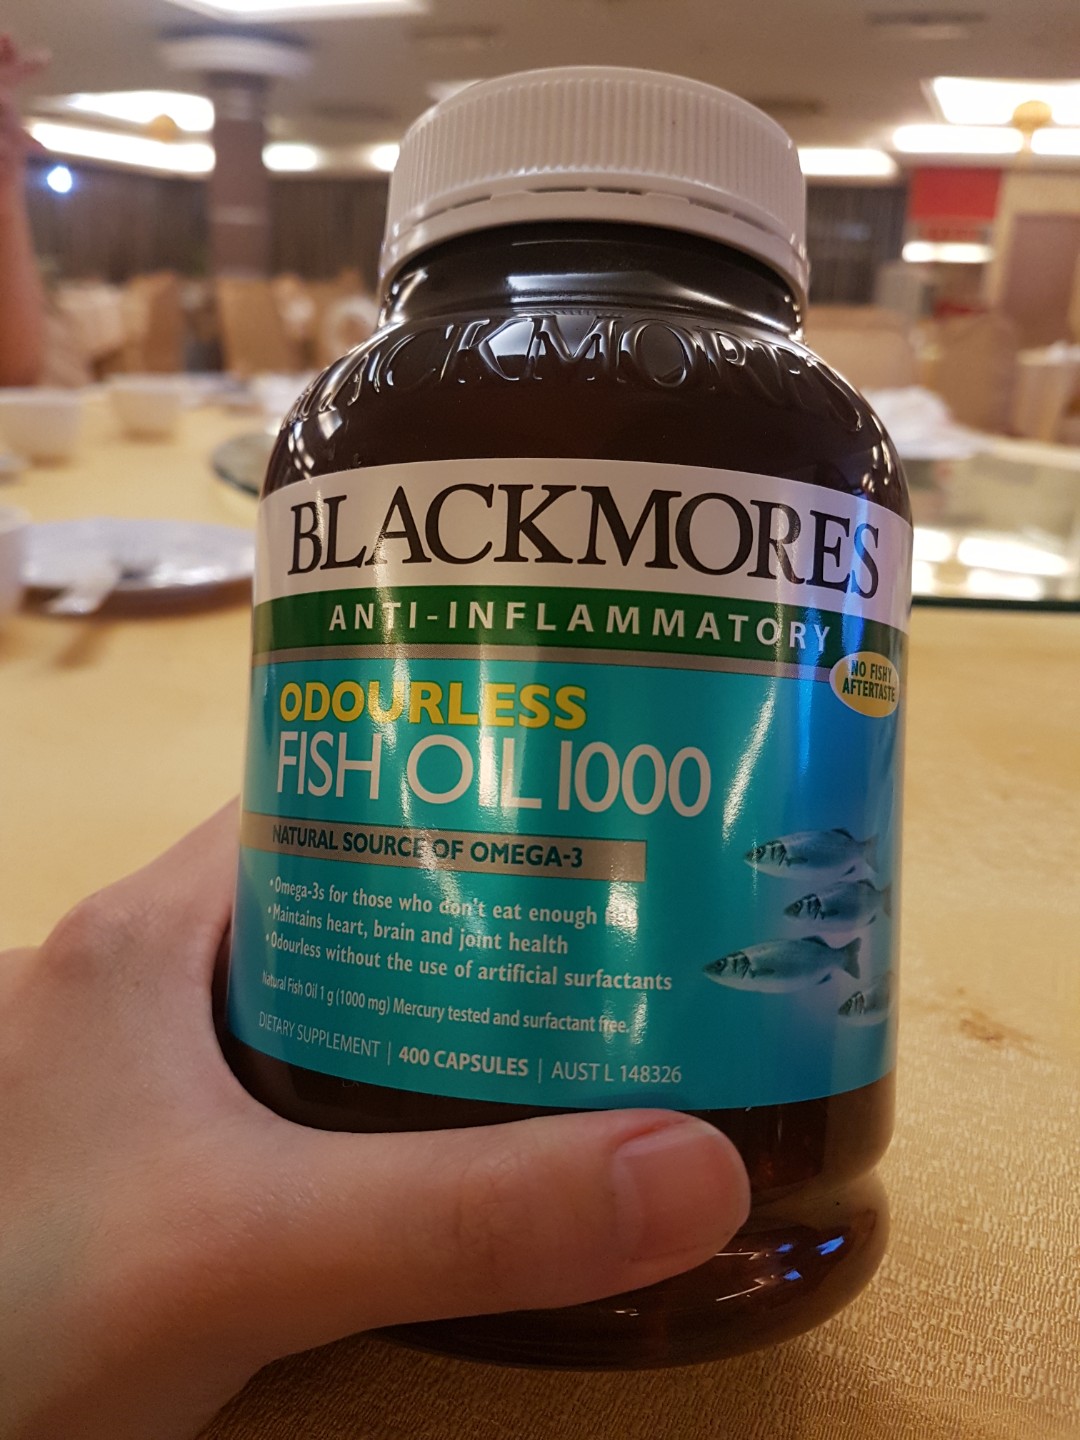 BLACKMORES
BLACKMORES
ANTI-INFLAMMATORY
NO FISHY
AFTERTASTE
ODOURLESS
FISH OIL 1000
NATURAL SOURCE OF OMEGA-3
• Omega-3s for those who don't eat enough
• Maintains heart, brain and joint health
• Odourless without the use of artificial surfactants
Natural Fish Oil 1 g (1000 mg) Mercury tested and surfactant free.
DIETARY SUPPLEMENT | 400 CAPSULES | AUST L 148326